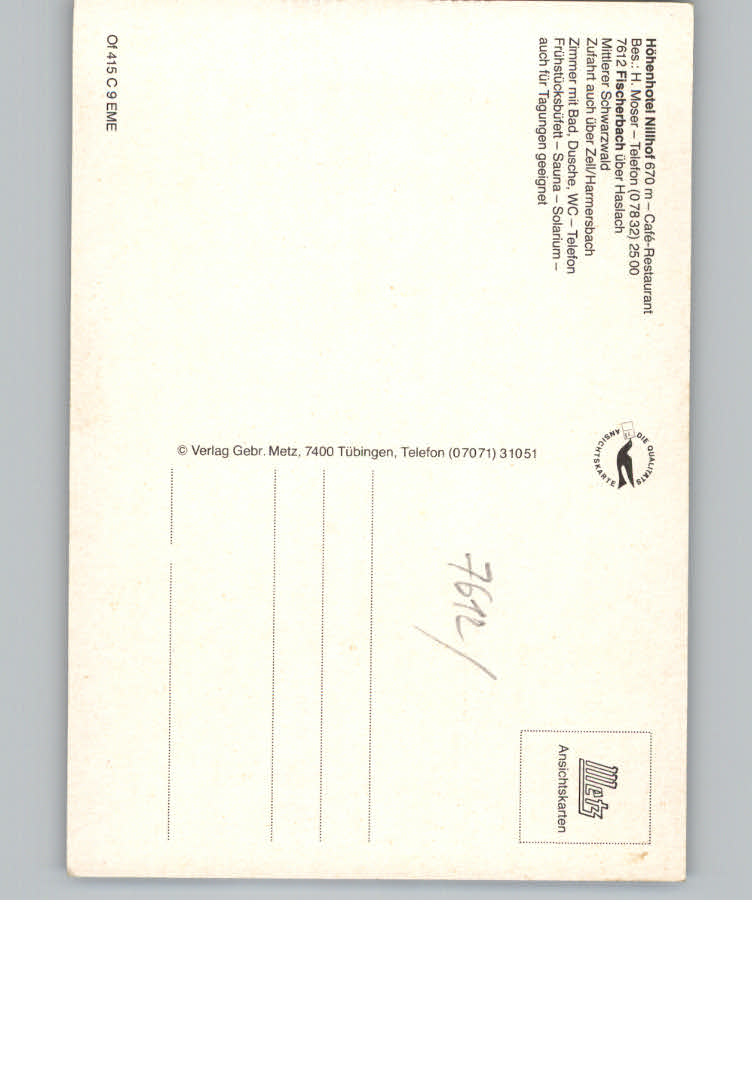 Höhenhotel Nillhof 670 m – Café-Restaurant
Bes.: H. Moser – Telefon (0 78 32) 25 00
7612 Fischerbach über Haslach
Mittlerer Schwarzwald
Zufahrt auch über Zell/Harmersbach
Zimmer mit Bad, Dusche, WC – Telefon
Frühstücksbüfett – Sauna – Solarium –
auch für Tagungen geeignet
Of 415 C 9 EME
DIE QUALITÄTS
ANSICHTSKARTE
© Verlag Gebr. Metz, 7400 Tübingen, Telefon (07071) 31051
7612/
Metz
Ansichtskarten